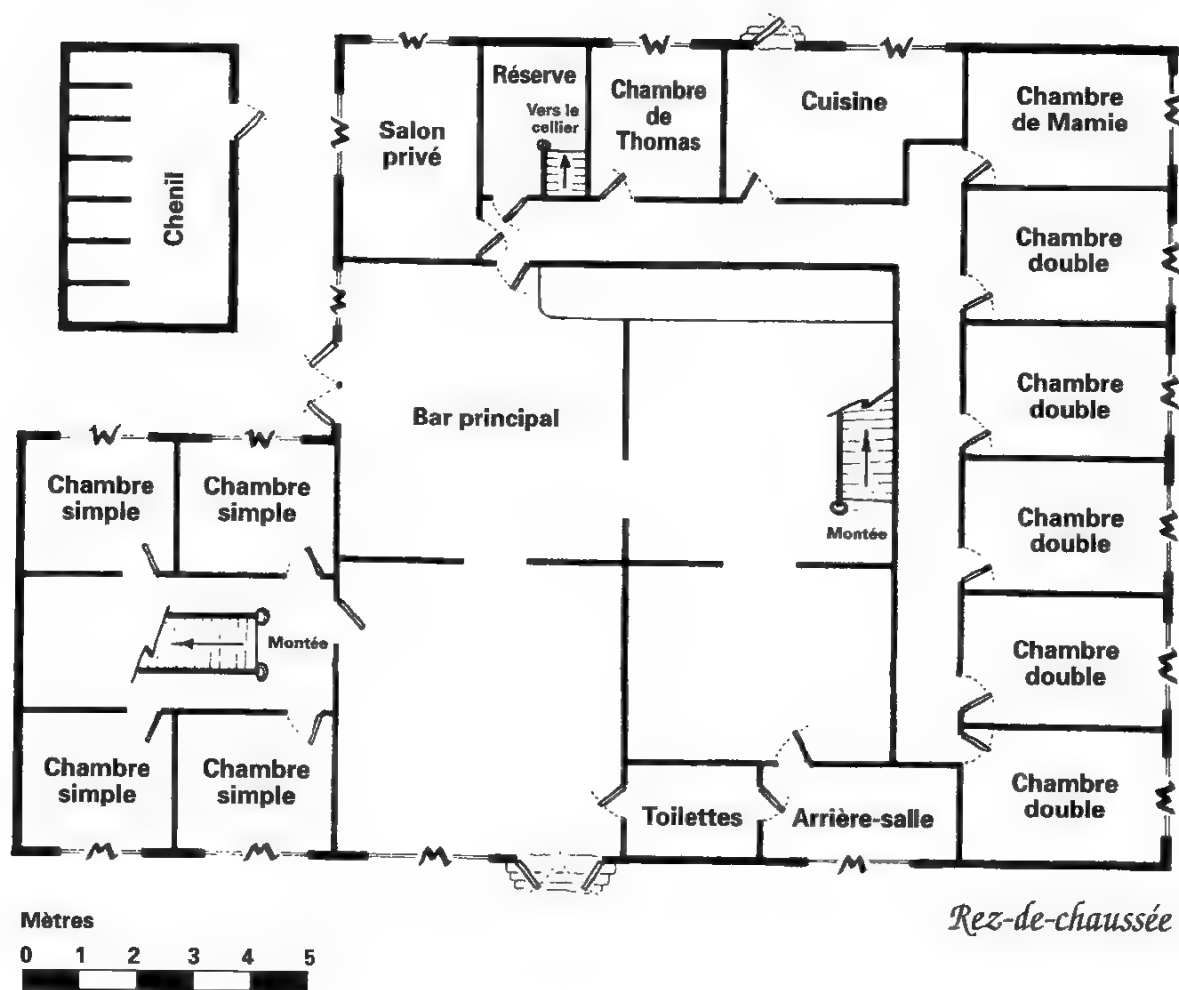 Réserve
Vers le
cellier
Chambre
de
Thomas
Cuisine
Chambre
de Mamie
Salon
privé
Chenil
Chambre
double
Chambre
double
Bar principal
Chambre
simple
Chambre
simple
Montée
Chambre
double
Montée
Chambre
double
Chambre
simple
Chambre
simple
Toilettes
Arrière-salle
Chambre
double
Rez-de-chaussée
Mètres
0 1 2 3 4 5